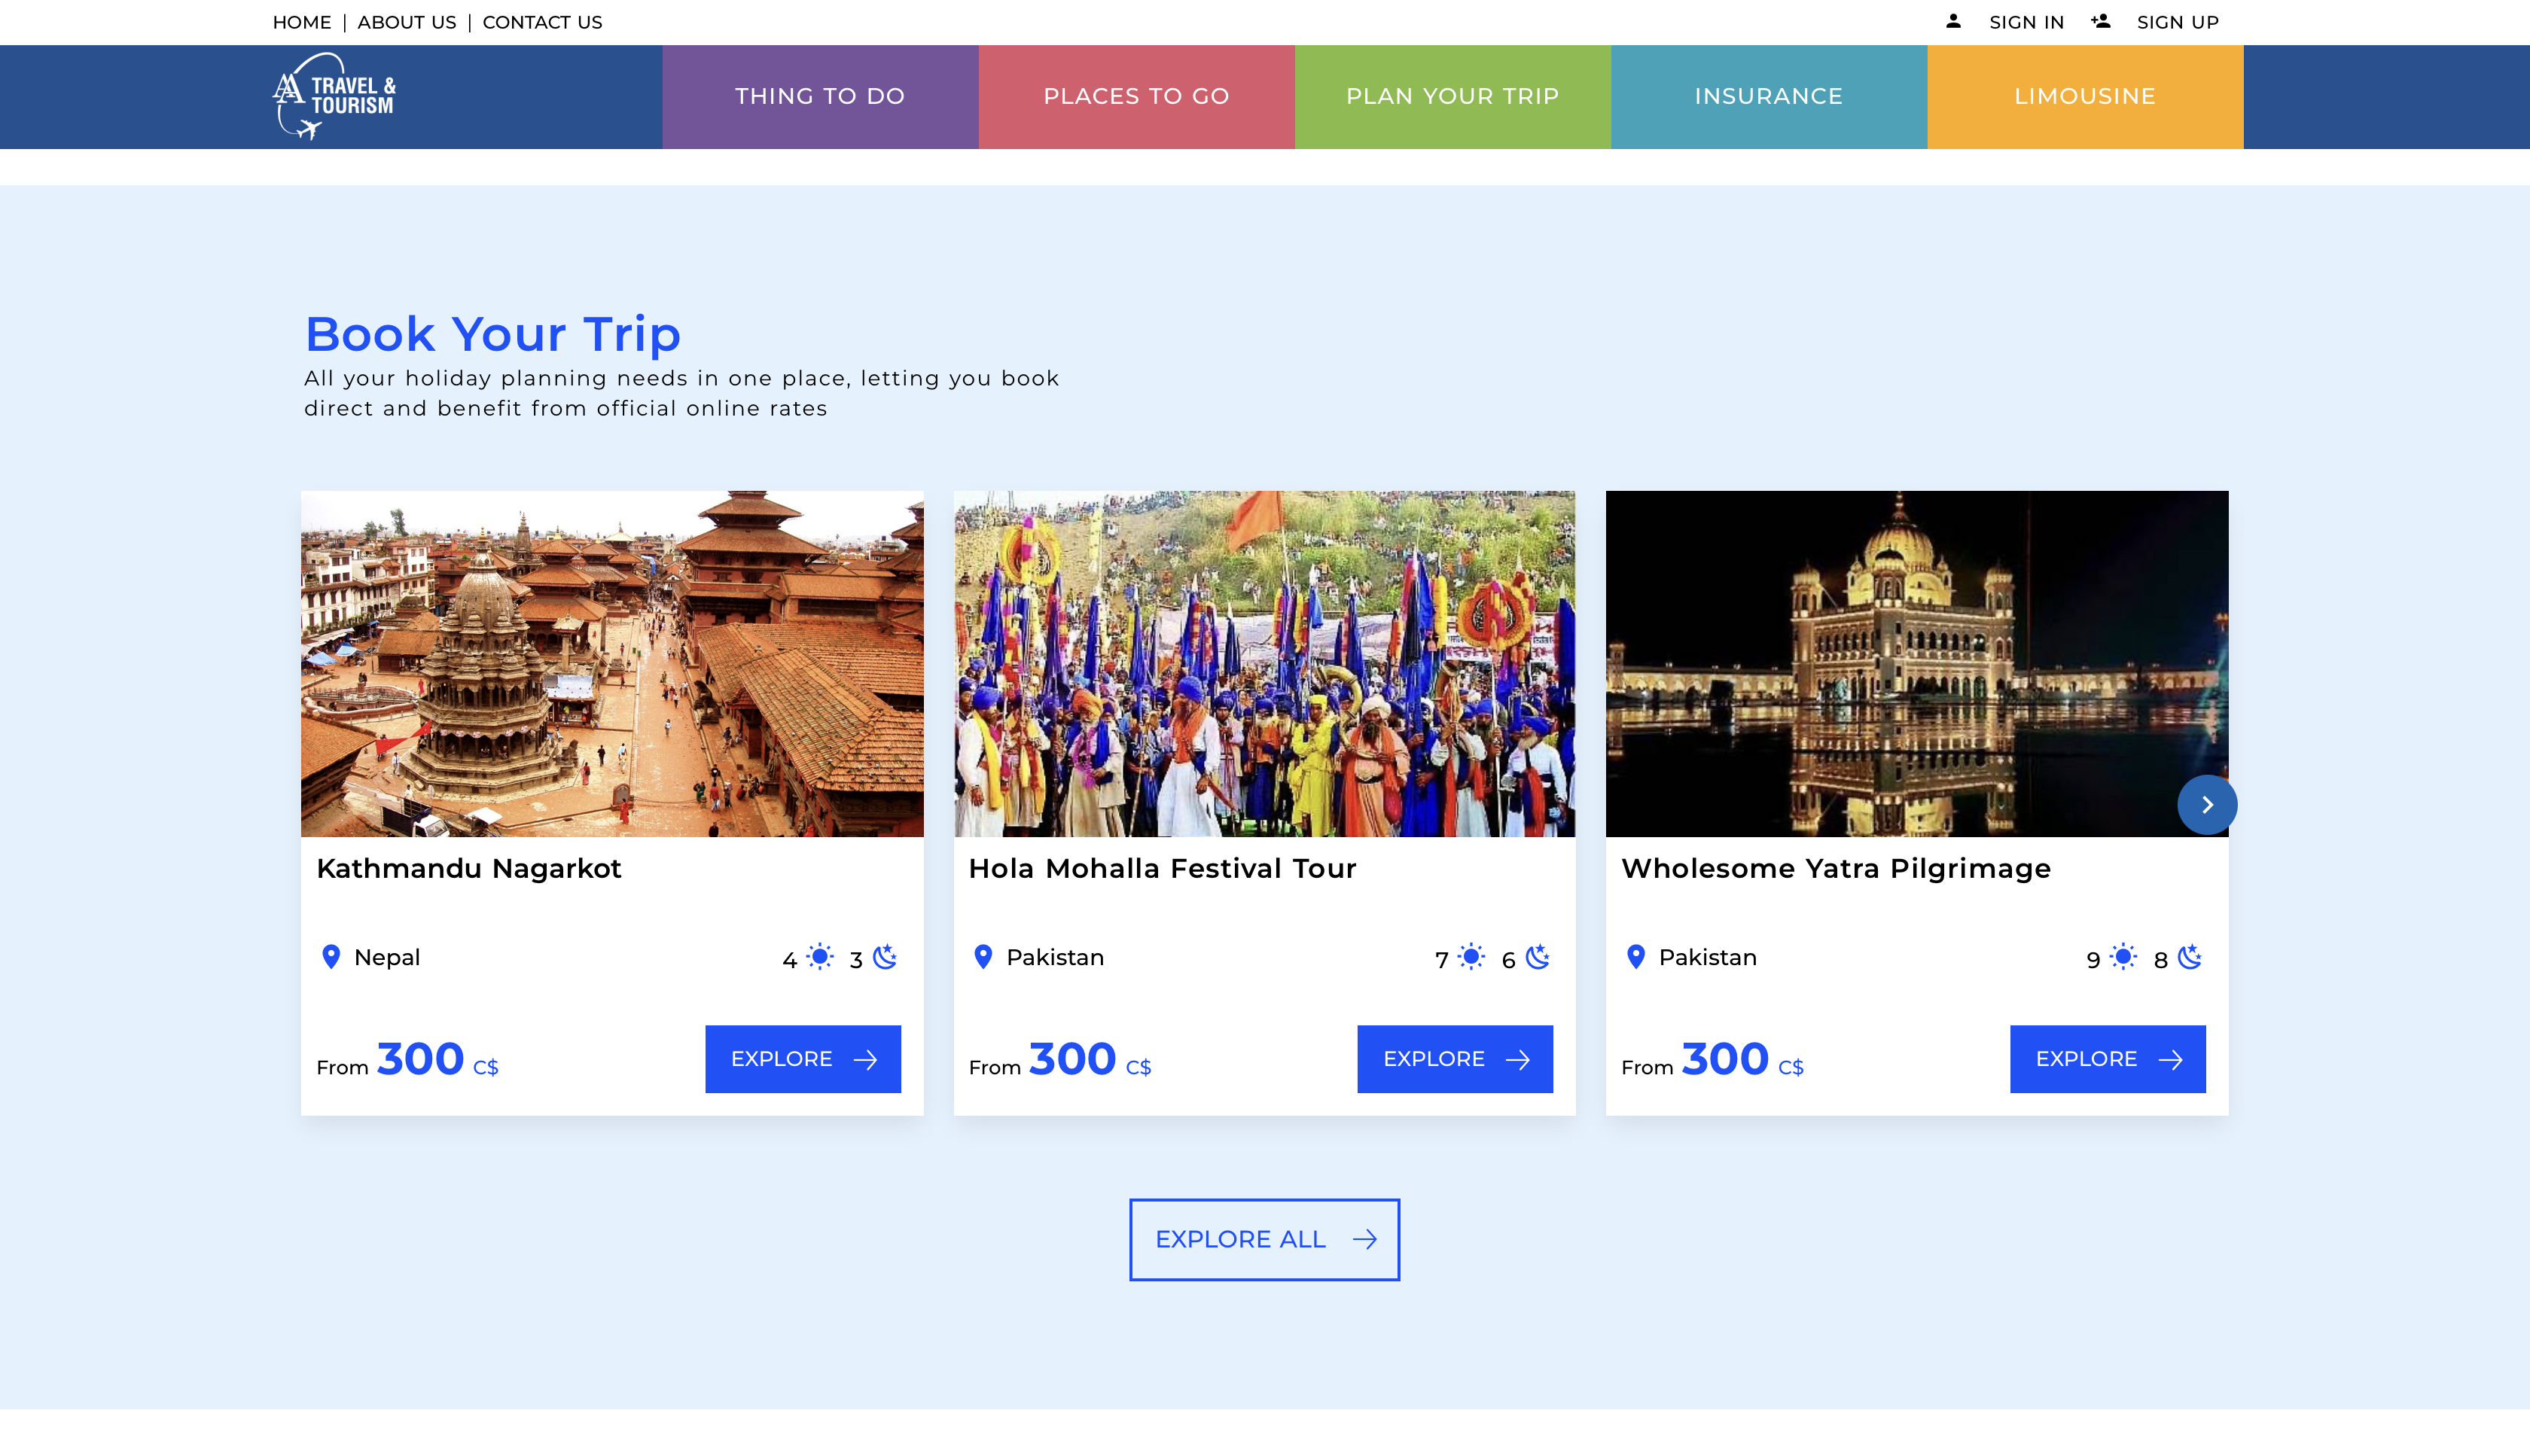 HOME | ABOUT US | CONTACT US
SIGN IN
SIGN UP
AA TRAVEL &
TOURISM
THING TO DO
PLACES TO GO
PLAN YOUR TRIP
INSURANCE
LIMOUSINE
Book Your Trip
All your holiday planning needs in one place, letting you book
direct and benefit from official online rates
Kathmandu Nagarkot
Nepal
4 3
From 300 C$
EXPLORE
Hola Mohalla Festival Tour
Pakistan
7 6
From 300 C$
EXPLORE
Wholesome Yatra Pilgrimage
Pakistan
9 8
From 300 C$
EXPLORE
EXPLORE ALL